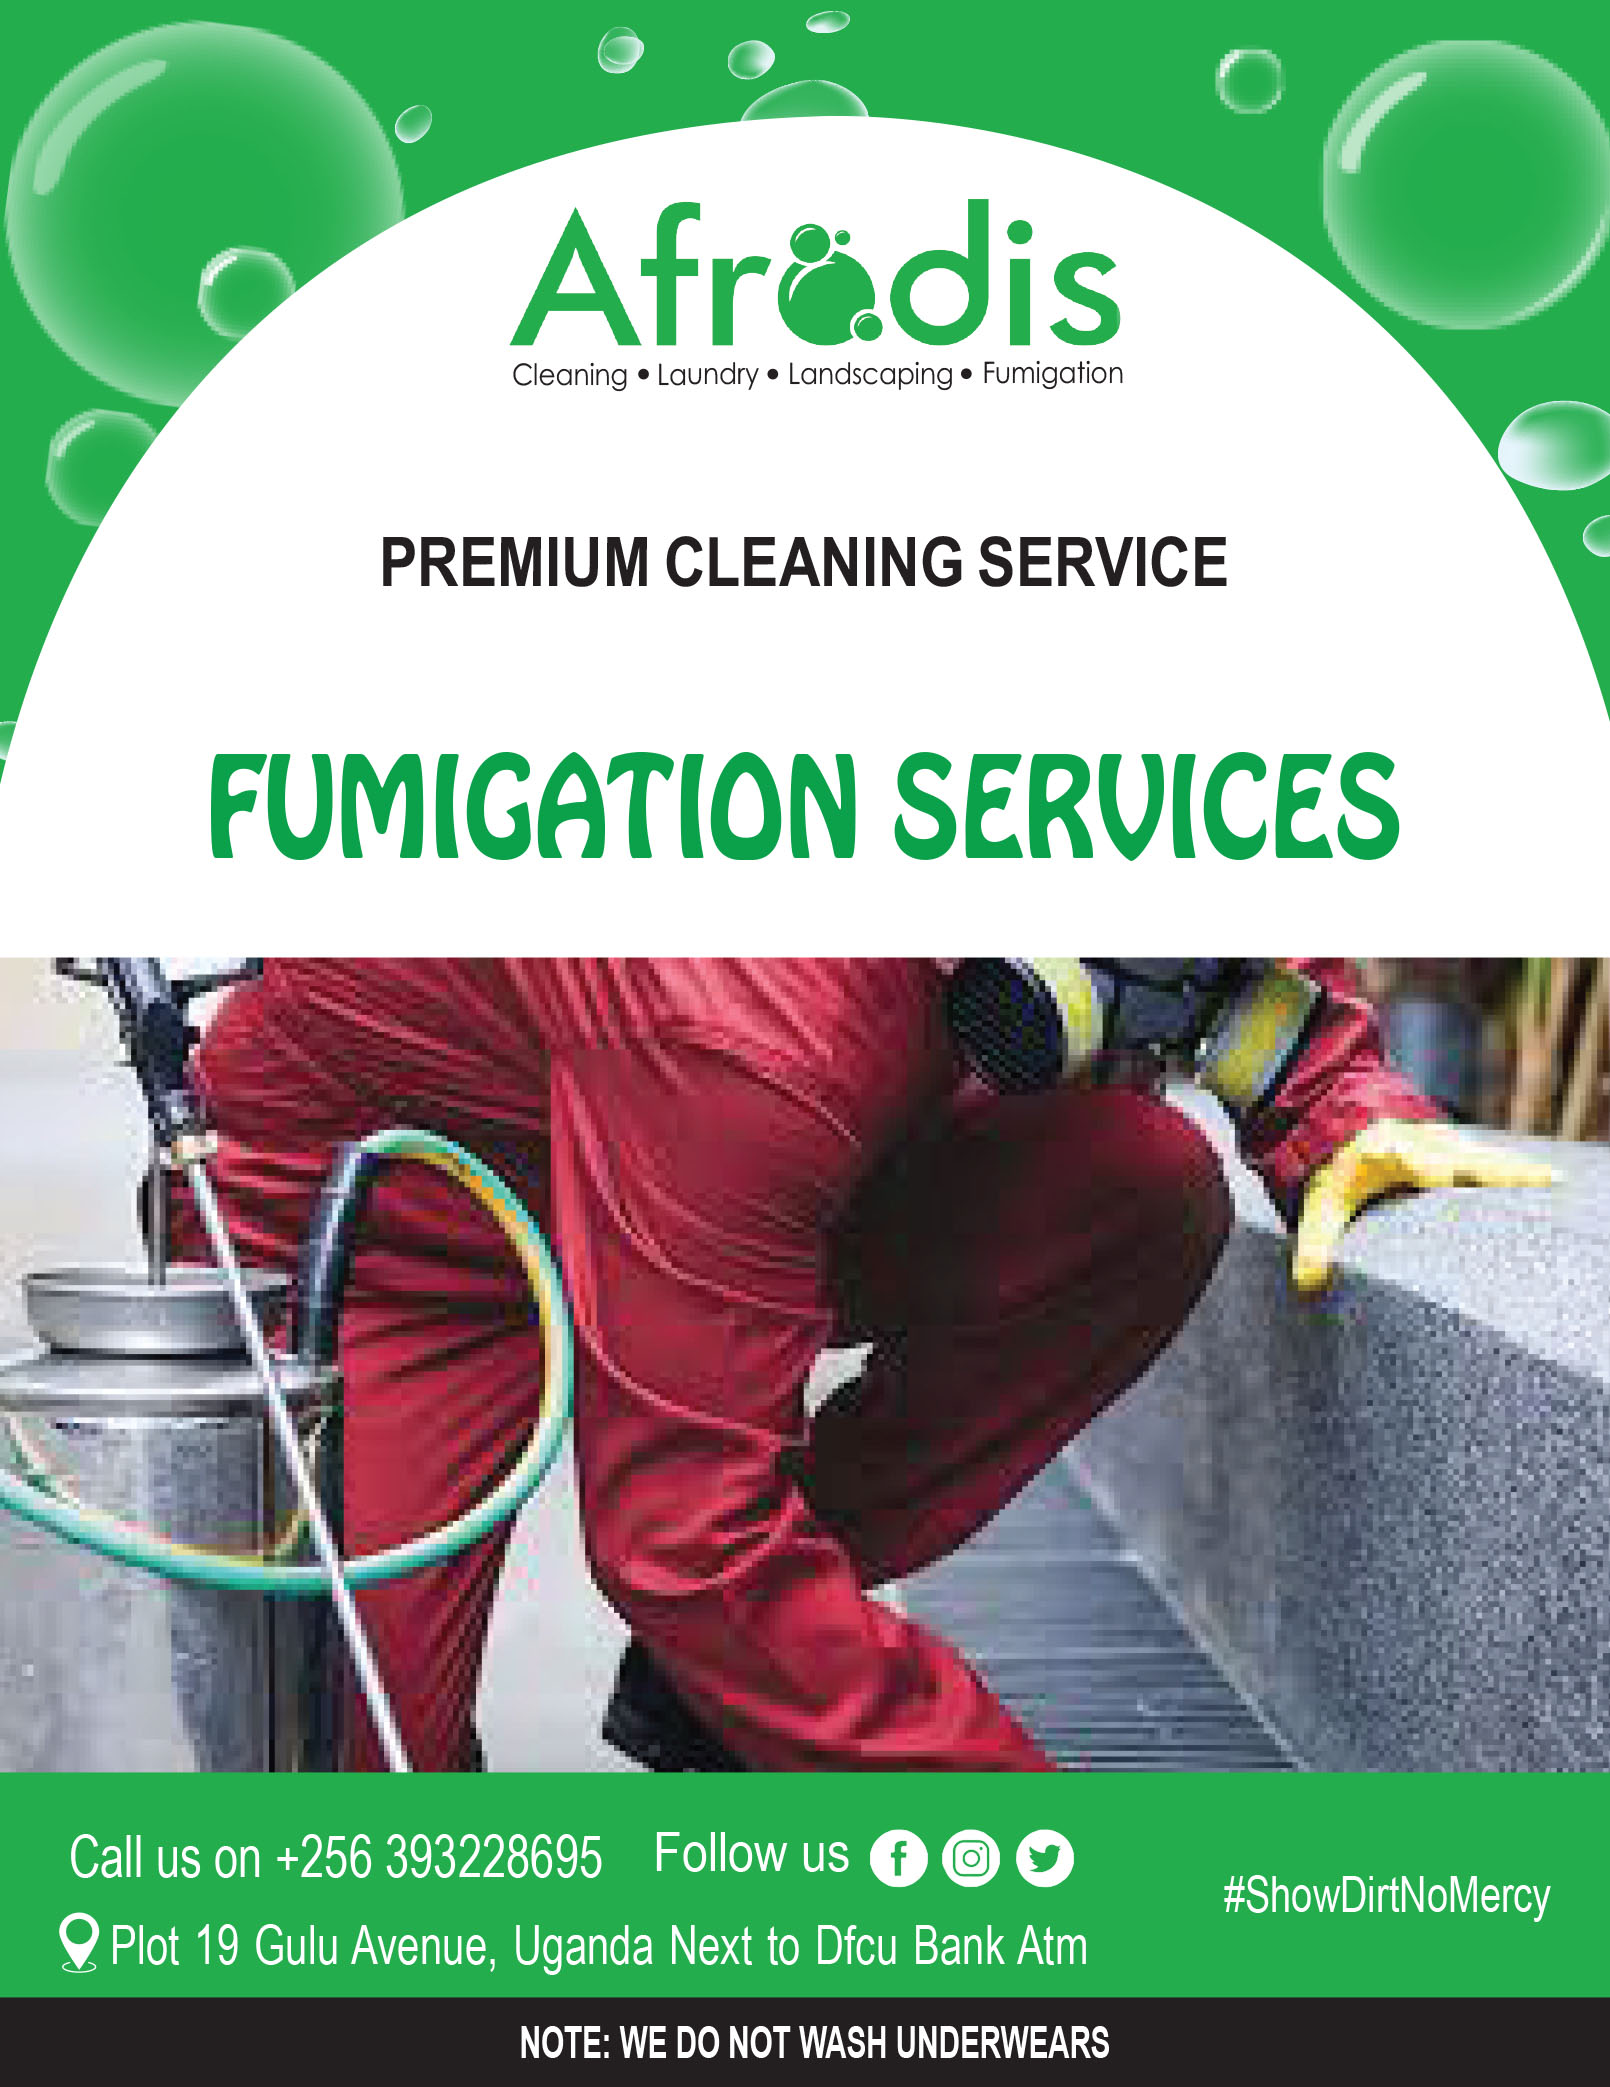 Afrodis
Cleaning • Laundry • Landscaping • Fumigation
PREMIUM CLEANING SERVICE
FUMIGATION SERVICES
Call us on +256 393228695
Follow us
#ShowDirtNoMercy
Plot 19 Gulu Avenue, Uganda Next to Dfcu Bank Atm
NOTE: WE DO NOT WASH UNDERWEARS